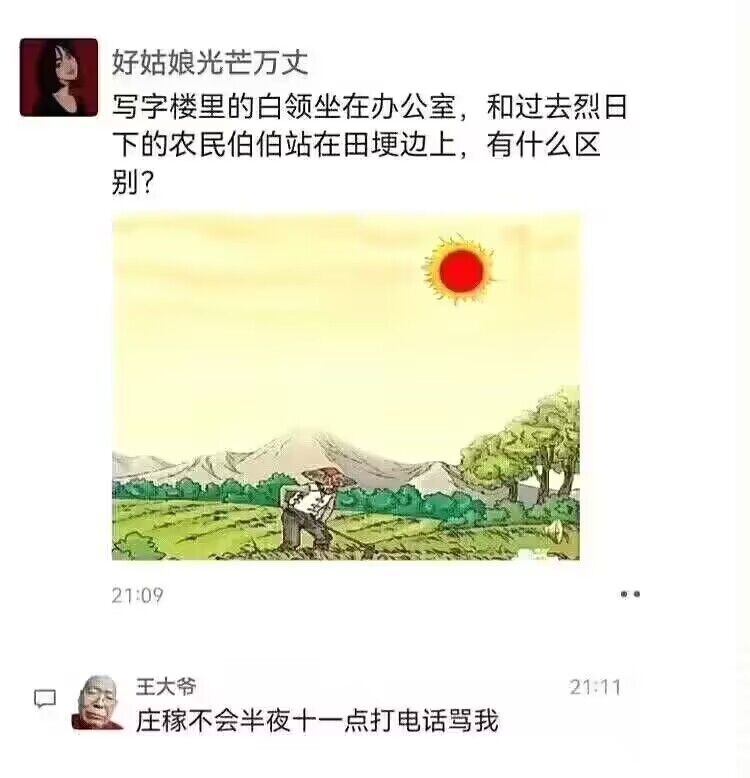 好姑娘光芒万丈
写字楼里的白领坐在办公室，和过去烈日
下的农民伯伯站在田埂边上，有什么区
别？
21:09
王大爷
21:11
庄稼不会半夜十一点打电话骂我